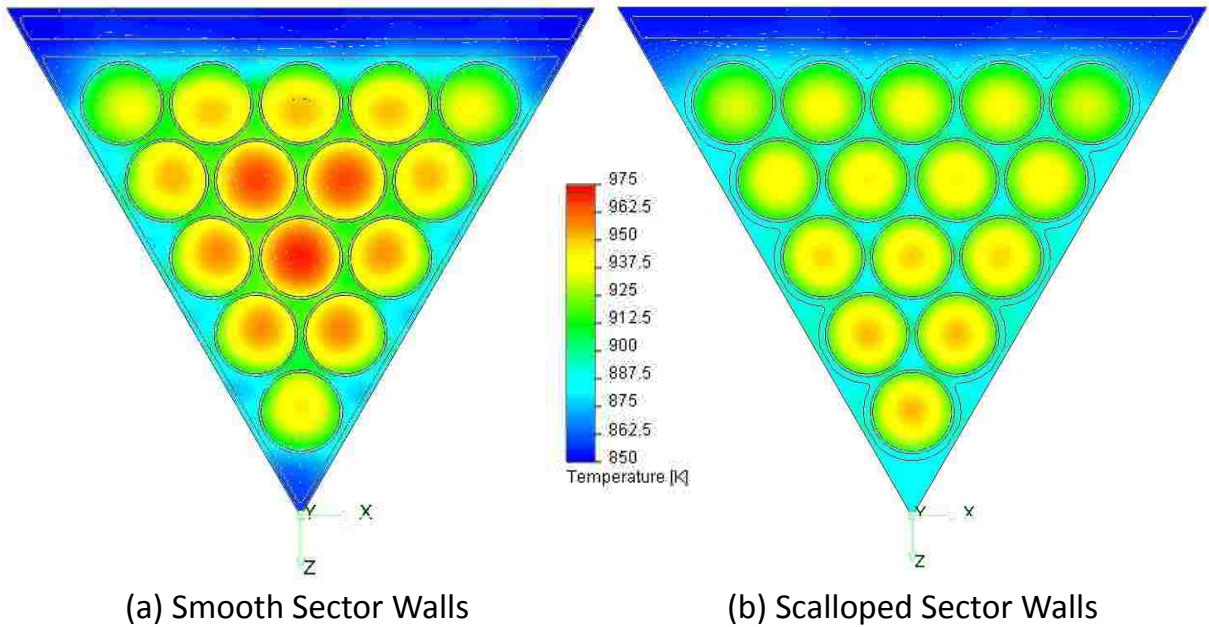 975
962.5
950
937.5
925
912.5
900
887.5
875
862.5
850
Temperature [K]
Y X
Z
Y X
Z
(a) Smooth Sector Walls
(b) Scalloped Sector Walls